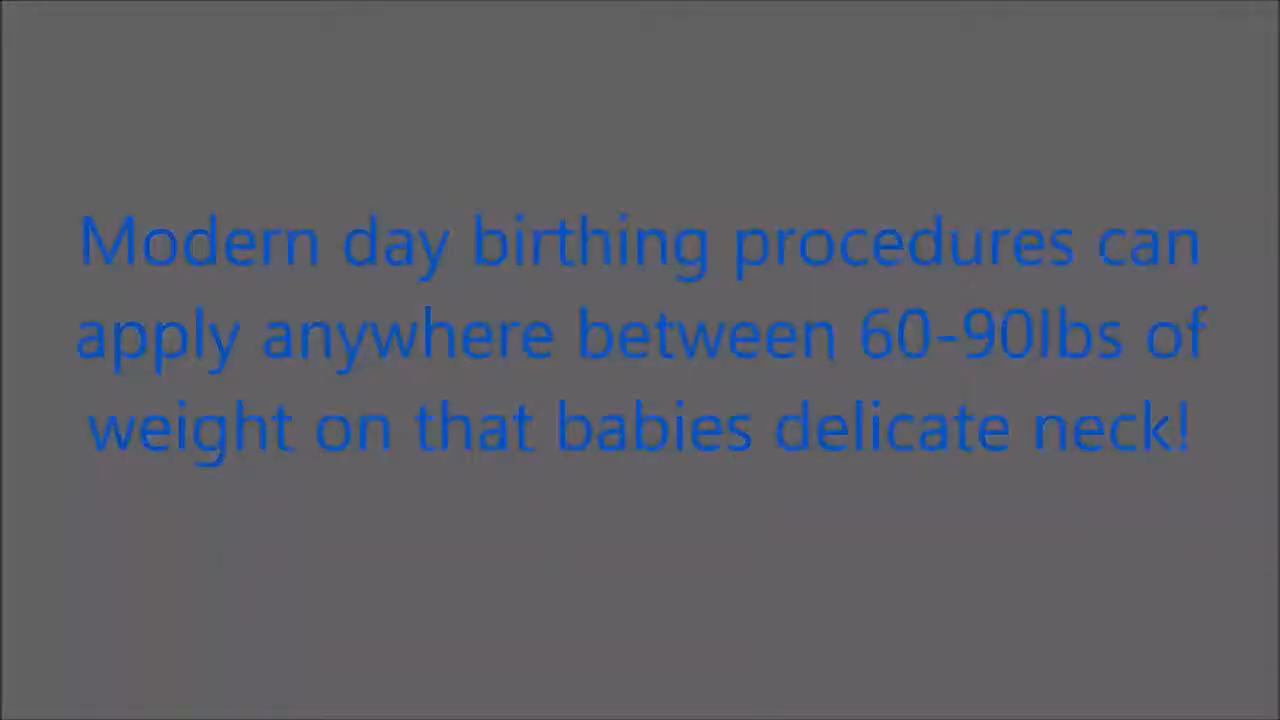 Modern day birthing procedures can
apply anywhere between 60-90lbs of
weight on that babies delicate neck!